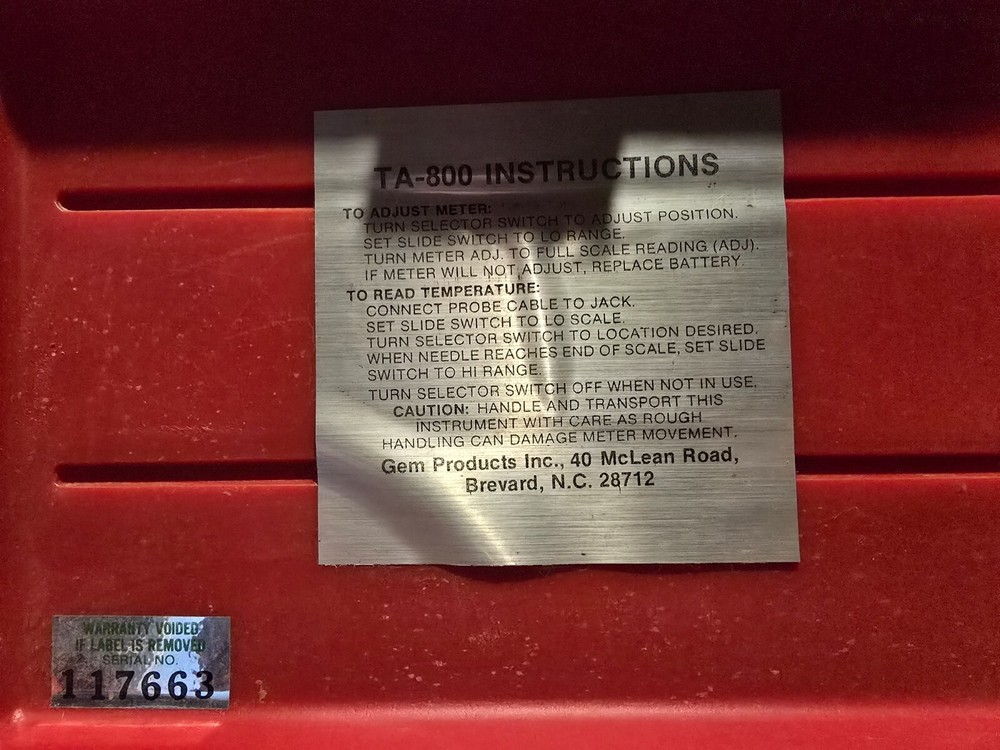 TA-800 INSTRUCTIONS
TO ADJUST METER:
TURN SELECTOR SWITCH TO ADJUST POSITION.
SET SLIDE SWITCH TO LO RANGE.
TURN METER ADJ. TO FULL SCALE READING (ADJ).
IF METER WILL NOT ADJUST, REPLACE BATTERY.
TO READ TEMPERATURE:
CONNECT PROBE CABLE TO JACK.
SET SLIDE SWITCH TO LO SCALE.
TURN SELECTOR SWITCH TO LOCATION DESIRED.
WHEN NEEDLE REACHES END OF SCALE, SET SLIDE
SWITCH TO HI RANGE.
TURN SELECTOR SWITCH OFF WHEN NOT IN USE.
CAUTION: HANDLE AND TRANSPORT THIS
INSTRUMENT WITH CARE AS ROUGH
HANDLING CAN DAMAGE METER MOVEMENT.
Gem Products Inc., 40 McLean Road,
Brevard, N.C. 28712
WARRANTY VOIDED
IF LABEL IS REMOVED
SERIAL NO.
117663